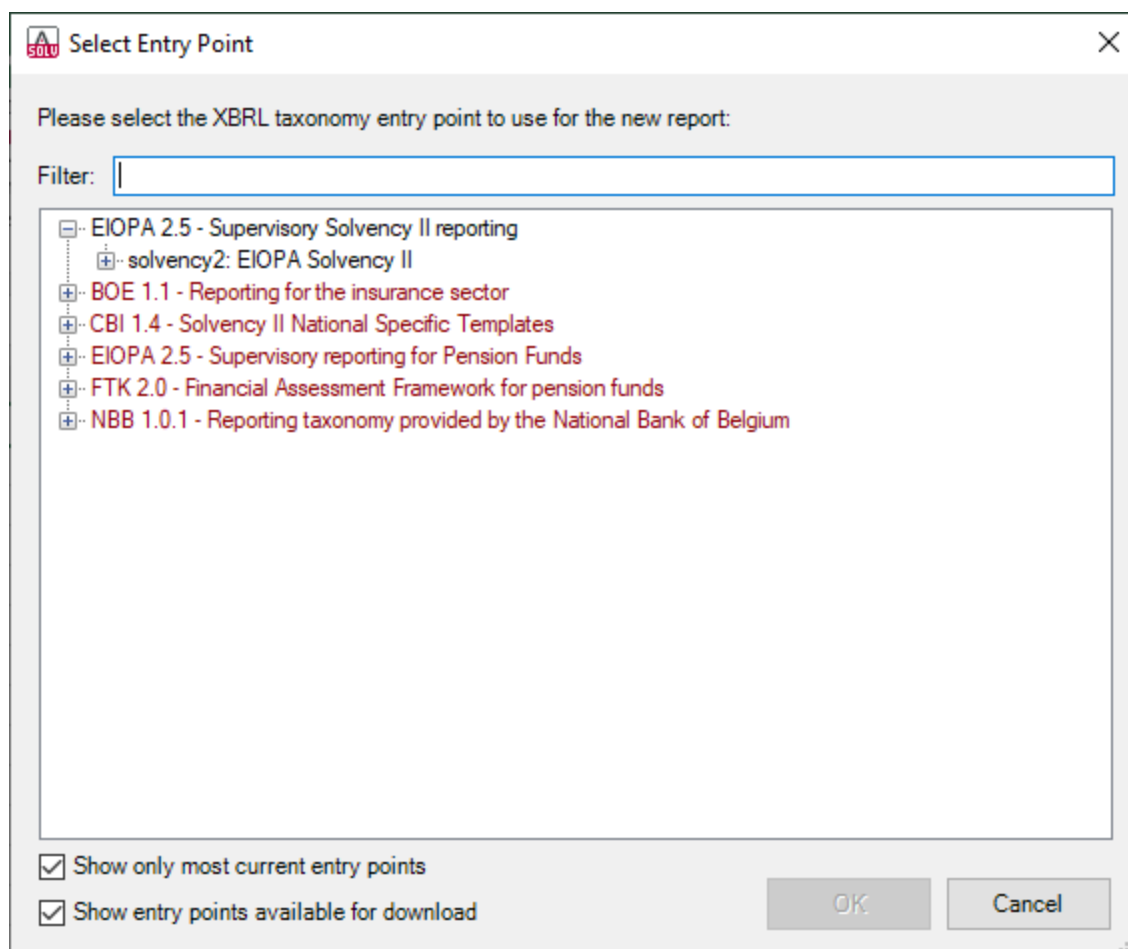 A
SOLV
Select Entry Point
Please select the XBRL taxonomy entry point to use for the new report:
Filter:
EIOPA 2.5 - Supervisory Solvency II reporting
solvency2: EIOPA Solvency II
BOE 1.1 - Reporting for the insurance sector
CBI 1.4 - Solvency II National Specific Templates
EIOPA 2.5 - Supervisory reporting for Pension Funds
FTK 2.0 - Financial Assessment Framework for pension funds
NBB 1.0.1 - Reporting taxonomy provided by the National Bank of Belgium
Show only most current entry points
Show entry points available for download
OK
Cancel